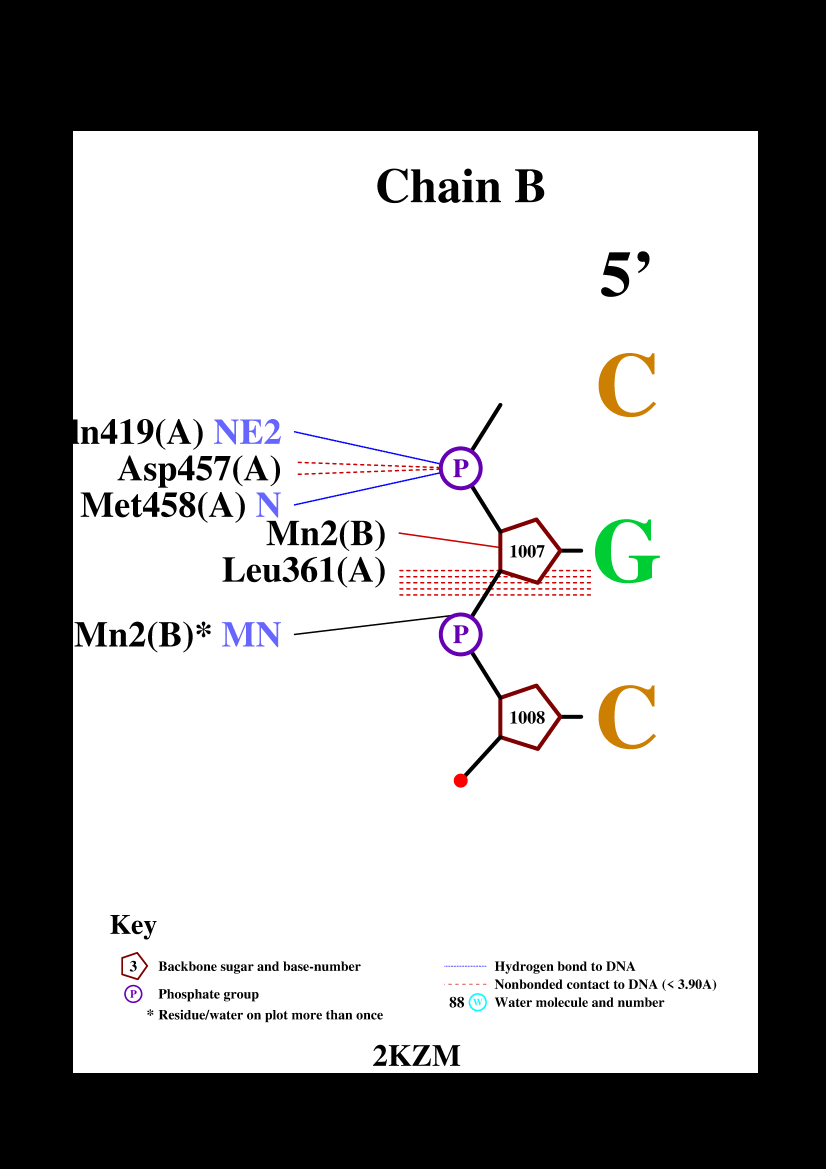 Chain B
5’
C
ln419(A) NE2
Asp457(A)
P
Met458(A) N
Mn2(B)
1007
G
Leu361(A)
Mn2(B)* MN
P
1008
C
Key
3 Backbone sugar and base-number
P Phosphate group
* Residue/water on plot more than once
Hydrogen bond to DNA
Nonbonded contact to DNA (< 3.90A)
88 W Water molecule and number
2KZM